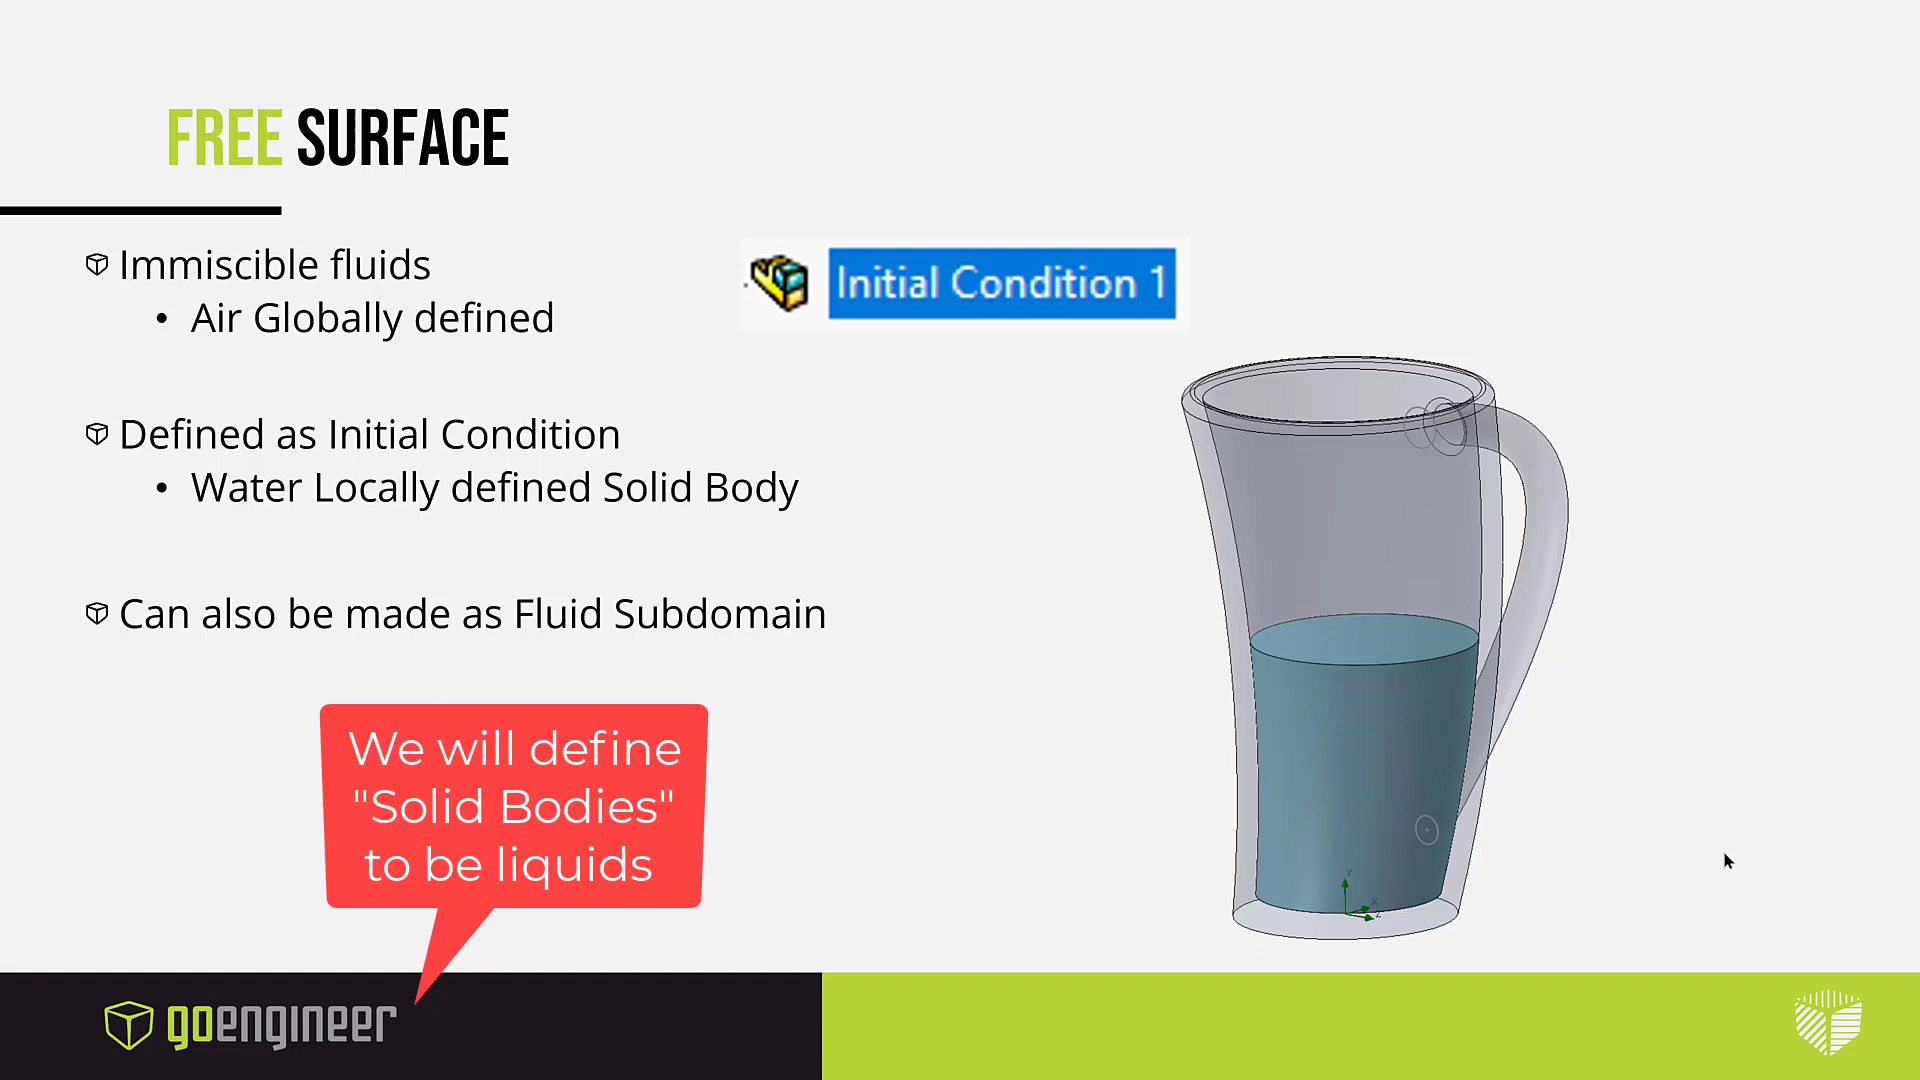 FREE SURFACE
Immiscible fluids
• Air Globally defined
Defined as Initial Condition
• Water Locally defined Solid Body
Can also be made as Fluid Subdomain
Initial Condition 1
Y
X
Z
We will define
"Solid Bodies"
to be liquids
goengineer